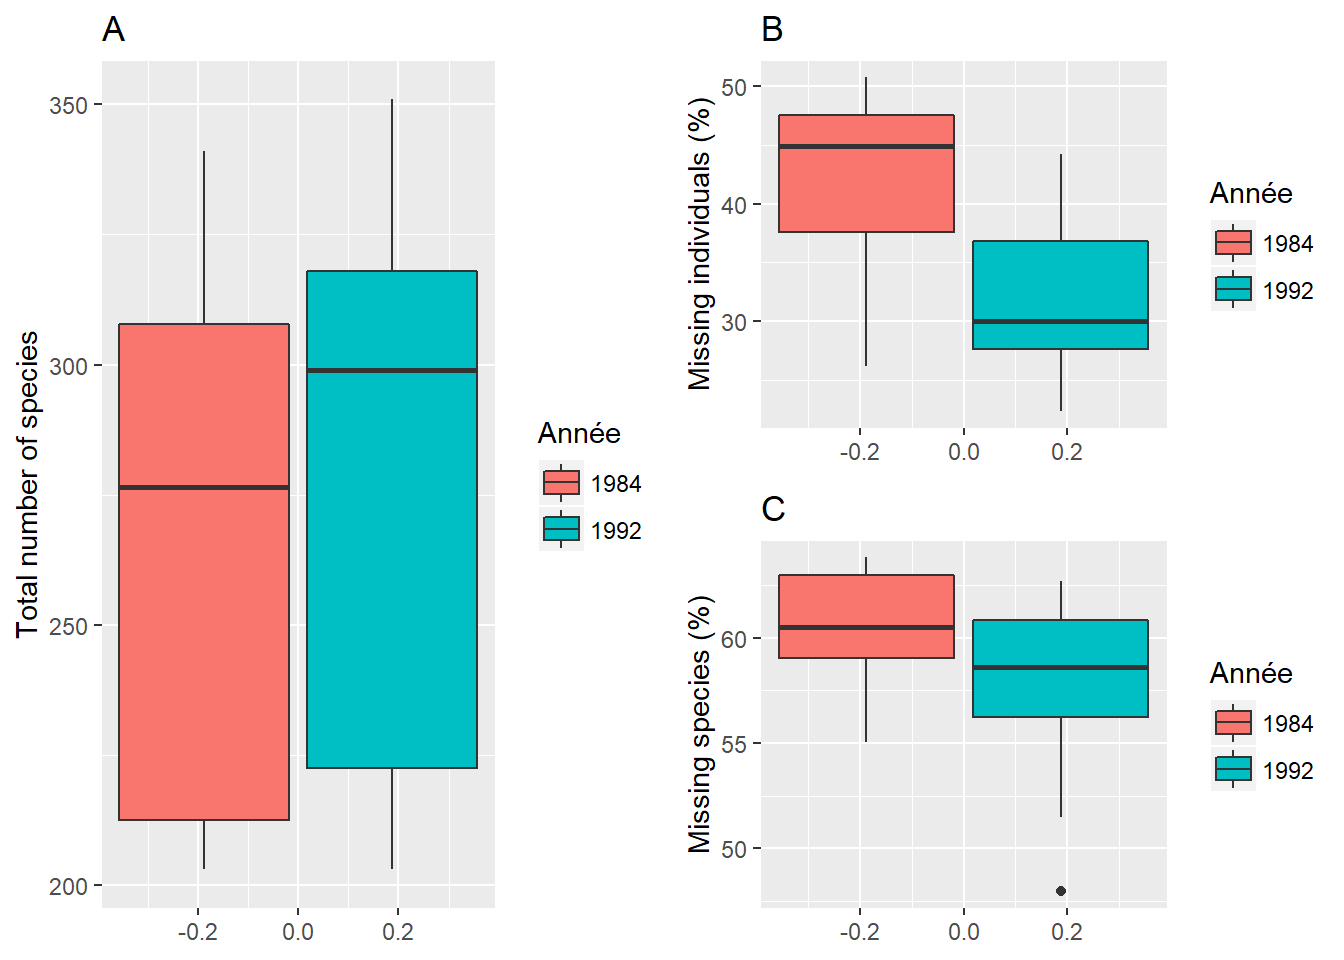 A
Total number of species
350
300
250
200
-0.2 0.0 0.2
Année
1984
1992
B
Missing individuals (%)
50
40
30
-0.2 0.0 0.2
Année
1984
1992
C
Missing species (%)
60
55
50
-0.2 0.0 0.2
Année
1984
1992